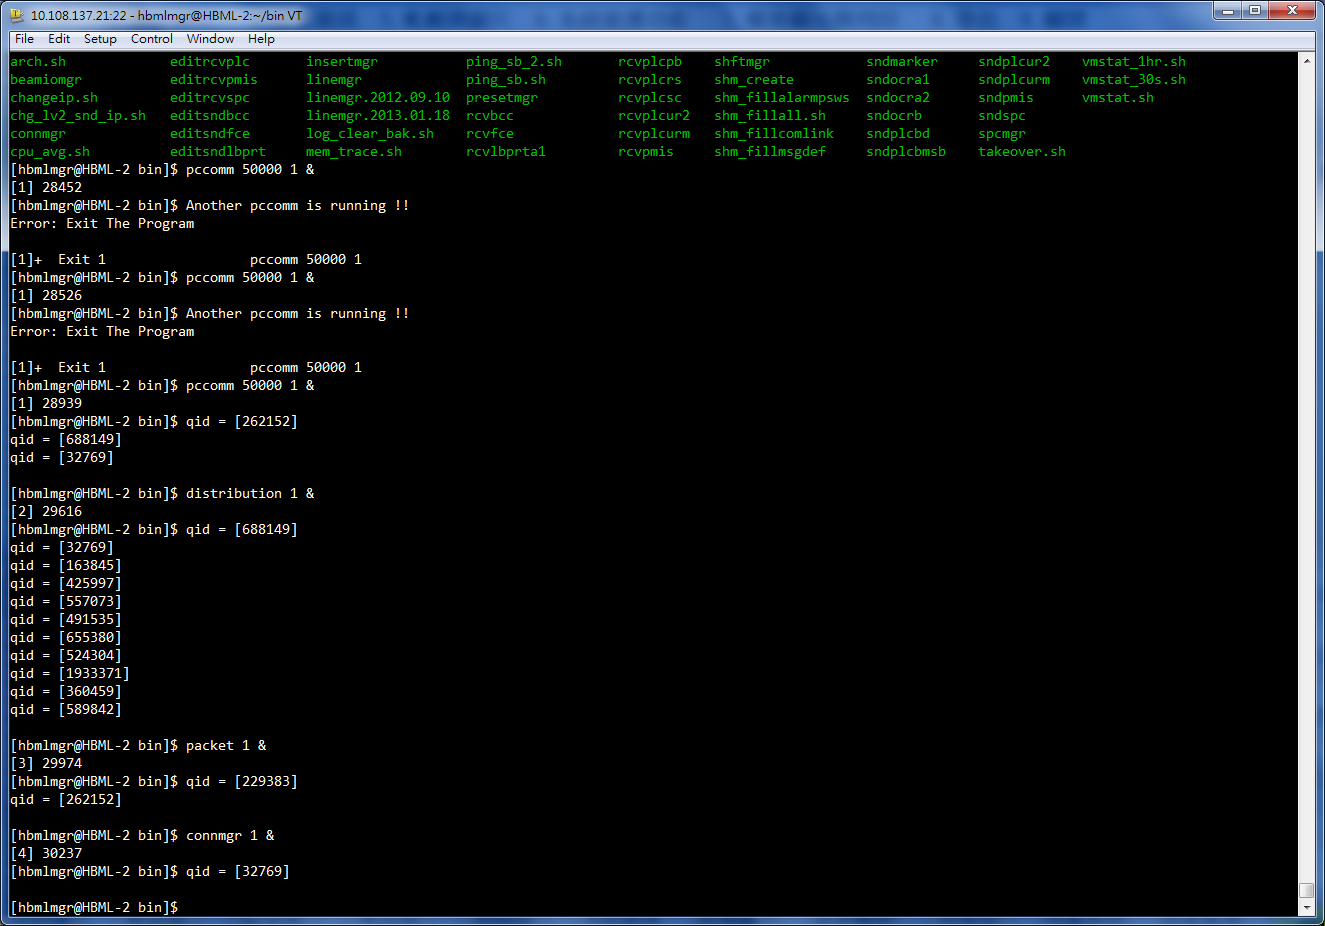 10.108.137.21:22 - hbmlmgr@HBML-2:~/bin VT
File Edit Setup Control Window Help
arch.sh editrcvplc insertmgr ping_sb_2.sh rcvplcpb shftmgr sndmarker sndplcur2 vmstat_1hr.sh
beamiomgr editrcvpmis linemgr ping_sb.sh rcvplcrs shm_create sndocra1 sndplcurm vmstat_30s.sh
changeip.sh editrcvspc linemgr.2012.09.10 presetmgr rcvplcsc shm_fillalarmpsws sndocra2 sndpmis vmstat.sh
chg_lv2_snd_ip.sh editsndbcc linemgr.2013.01.18 rcvbcc rcvplcur2 shm_fillall.sh sndocrb sndspc
connmgr editsndfce log_clear_bak.sh rcvfce rcvplcurm shm_fillcomlink sndplcbd spcmgr
cpu_avg.sh editsndlbprt mem_trace.sh rcvlbprta1 rcvpmis shm_fillmsgdef sndplcbmsb takeover.sh
[hbmlmgr@HBML-2 bin]$ pccomm 50000 1 &
[1] 28452
[hbmlmgr@HBML-2 bin]$ Another pccomm is running !!
Error: Exit The Program
[1]+ Exit 1 pccomm 50000 1
[hbmlmgr@HBML-2 bin]$ pccomm 50000 1 &
[1] 28526
[hbmlmgr@HBML-2 bin]$ Another pccomm is running !!
Error: Exit The Program
[1]+ Exit 1 pccomm 50000 1
[hbmlmgr@HBML-2 bin]$ pccomm 50000 1 &
[1] 28939
[hbmlmgr@HBML-2 bin]$ qid = [262152]
qid = [688149]
qid = [32769]
[hbmlmgr@HBML-2 bin]$ distribution 1 &
[2] 29616
[hbmlmgr@HBML-2 bin]$ qid = [688149]
qid = [32769]
qid = [163845]
qid = [425997]
qid = [557073]
qid = [491535]
qid = [655380]
qid = [524304]
qid = [1933371]
qid = [360459]
qid = [589842]
[hbmlmgr@HBML-2 bin]$ packet 1 &
[3] 29974
[hbmlmgr@HBML-2 bin]$ qid = [229383]
qid = [262152]
[hbmlmgr@HBML-2 bin]$ connmgr 1 &
[4] 30237
[hbmlmgr@HBML-2 bin]$ qid = [32769]
[hbmlmgr@HBML-2 bin]$